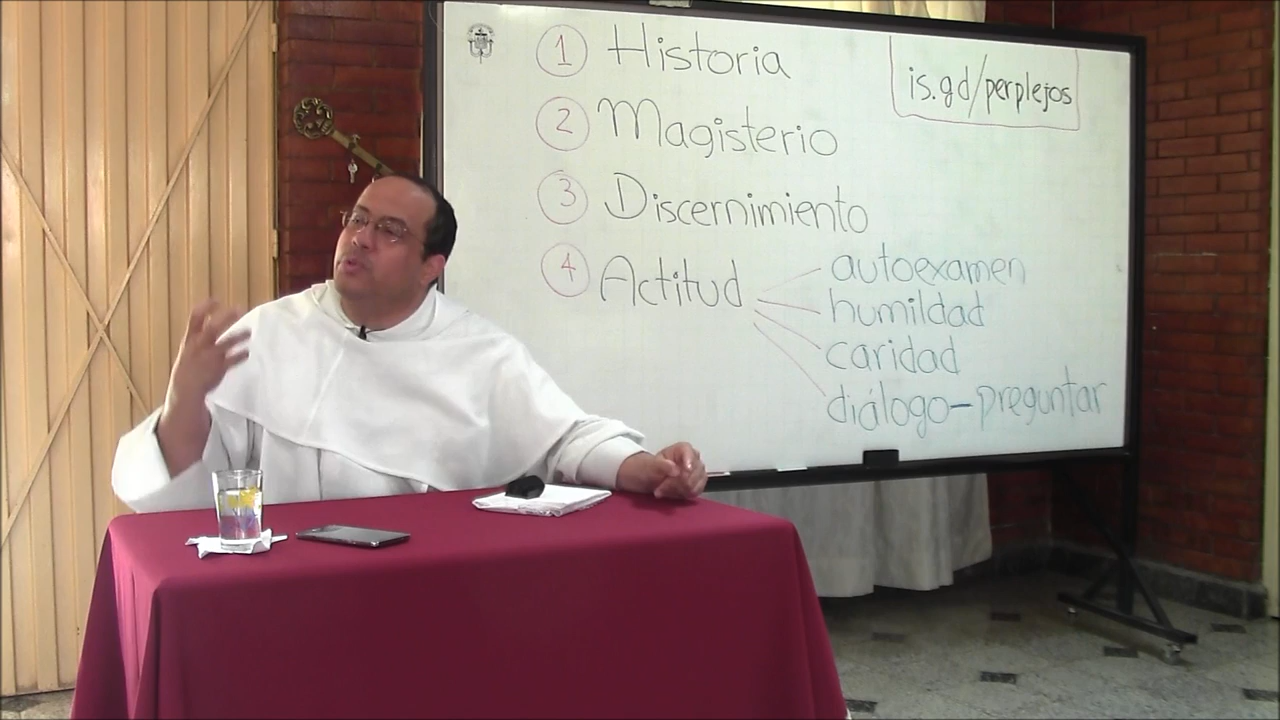 1 Historia
is.gd/perplejos
2 Magisterio
3 Discernimiento
4 Actitud
autoexamen
humildad
caridad
diálogo-preguntar